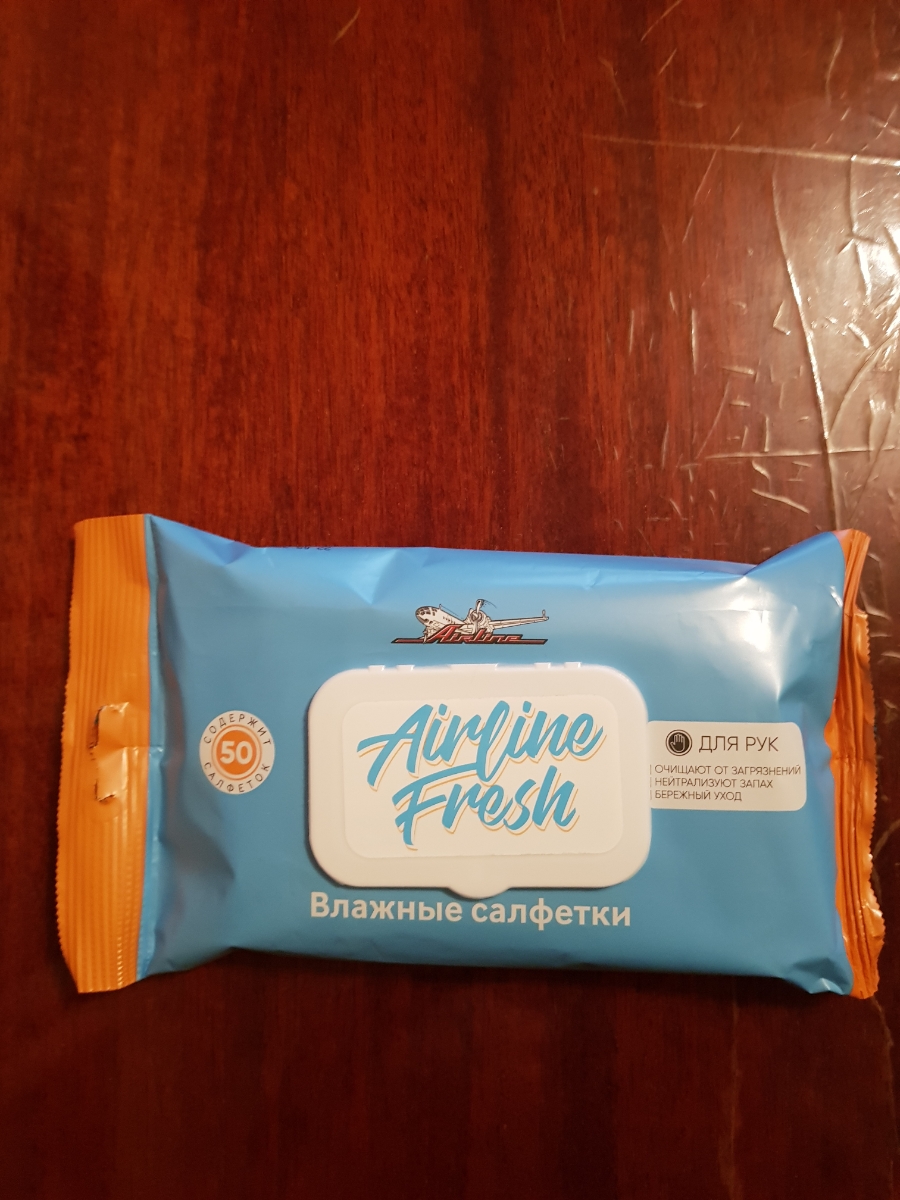 Airline
Airline
Fresh
СОДЕРЖИТ
50
САЛФЕТОК
ДЛЯ РУК
ОЧИЩАЮТ ОТ ЗАГРЯЗНЕНИЙ
НЕЙТРАЛИЗУЮТ ЗАПАХ
БЕРЕЖНЫЙ УХОД
Влажные салфетки